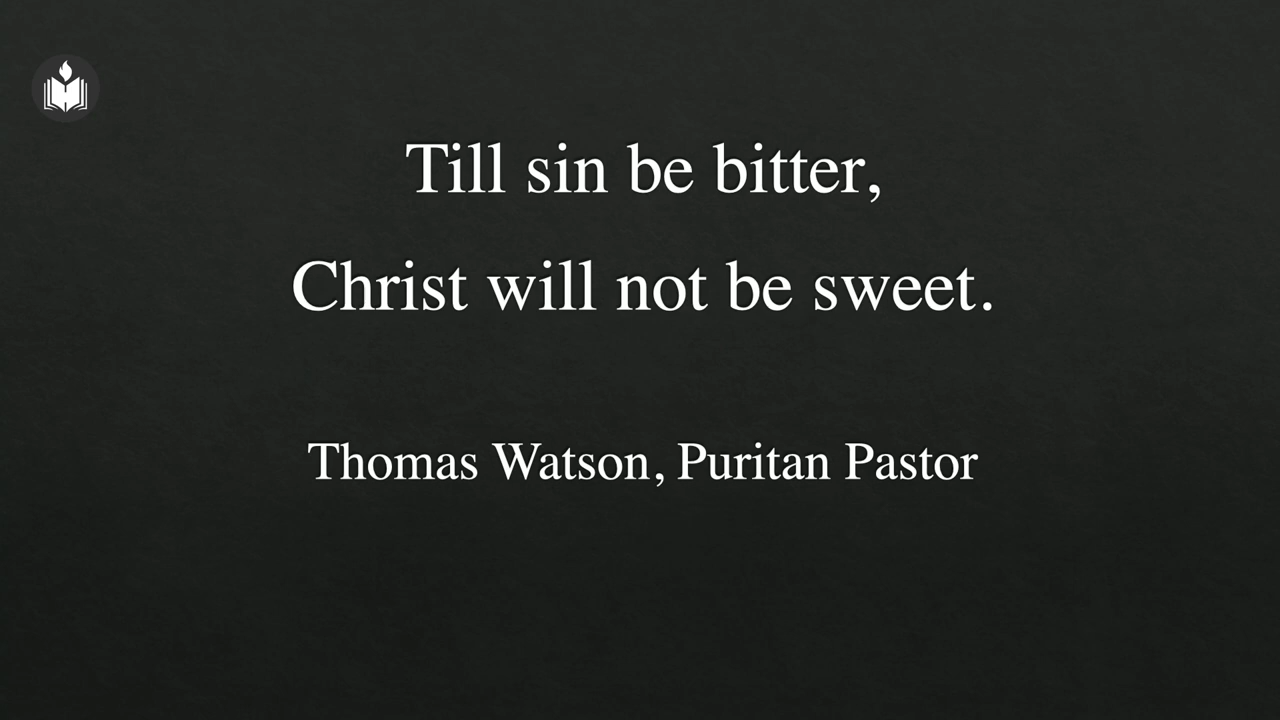 Till sin be bitter,
Christ will not be sweet.
Thomas Watson, Puritan Pastor